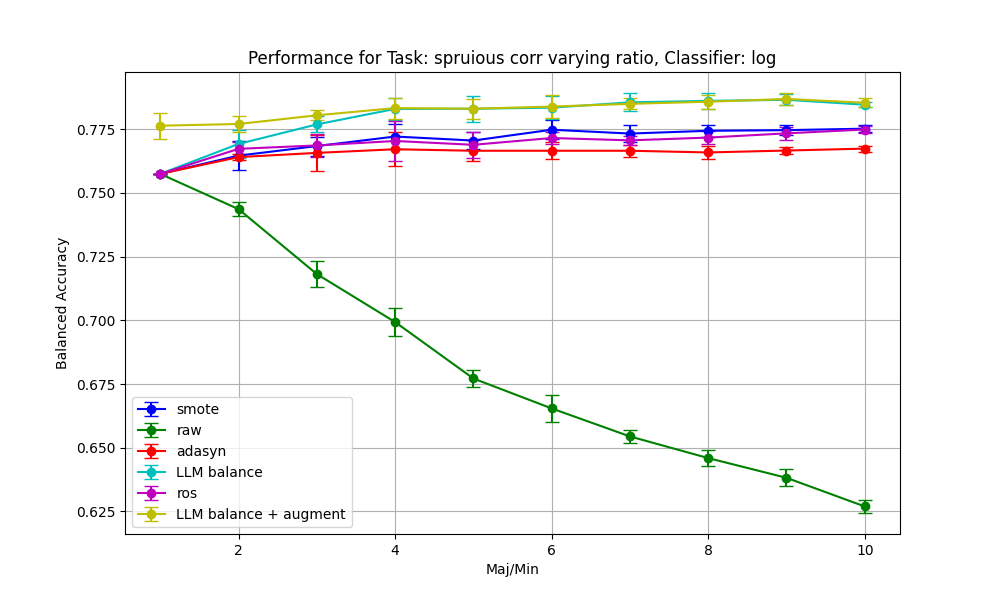 Performance for Task: spruious corr varying ratio, Classifier: log
Balanced Accuracy
0.775
0.750
0.725
0.700
0.675
0.650
0.625
smote
raw
adasyn
LLM balance
ros
LLM balance + augment
2 4 6 8 10
Maj/Min